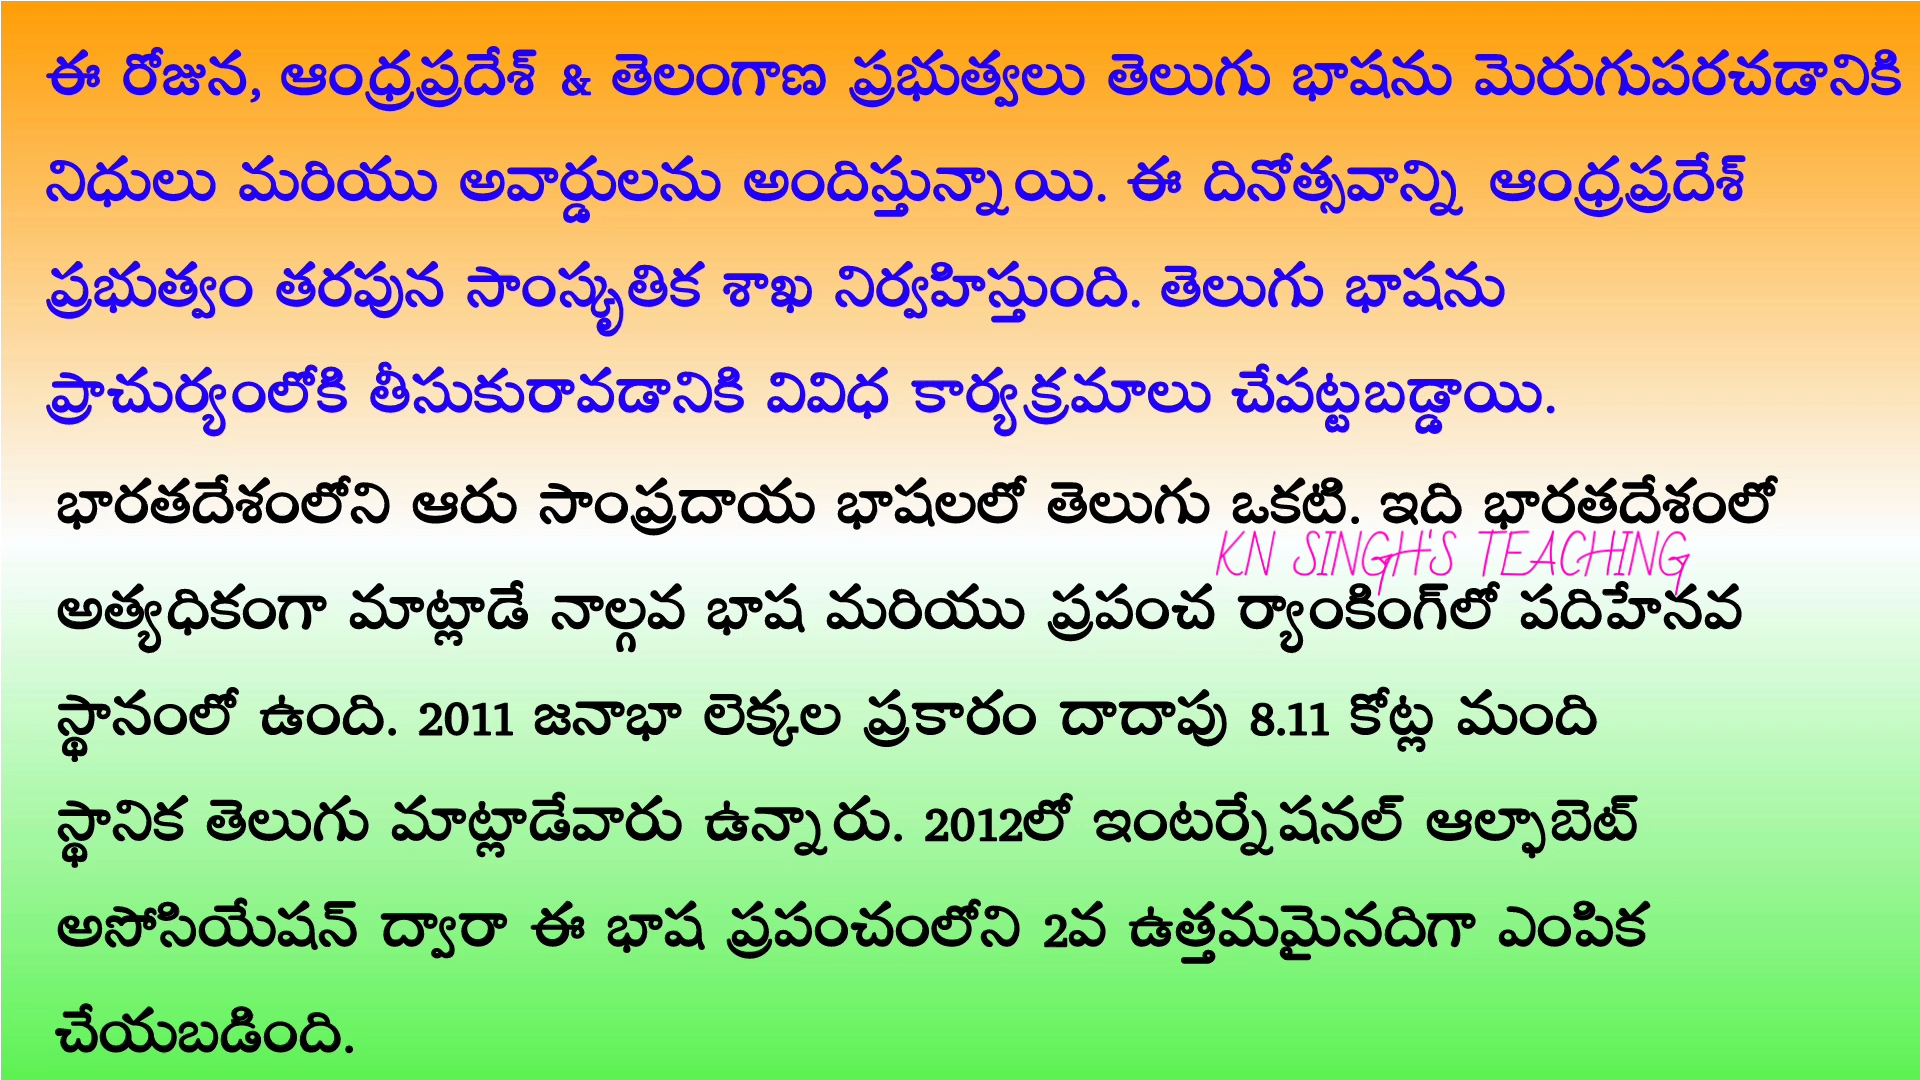 ఈ రోజున, ఆంధ్రప్రదేశ్ & తెలంగాణ ప్రభుత్వలు తెలుగు భాషను మెరుగుపరచడానికి
నిధులు మరియు అవార్డులను అందిస్తున్నాయి. ఈ దినోత్సవాన్ని ఆంధ్రప్రదేశ్
ప్రభుత్వం తరపున సాంస్కృతిక శాఖ నిర్వహిస్తుంది. తెలుగు భాషను
ప్రాచుర్యంలోకి తీసుకురావడానికి వివిధ కార్యక్రమాలు చేపట్టబడ్డాయి.
భారతదేశంలోని ఆరు సాంప్రదాయ భాషలలో తెలుగు ఒకటి. ఇది భారతదేశంలో
KN SINGH'S TEACHING
అత్యధికంగా మాట్లాడే నాల్గవ భాష మరియు ప్రపంచ ర్యాంకింగ్‌లో పదిహేనవ
స్థానంలో ఉంది. 2011 జనాభా లెక్కల ప్రకారం దాదాపు 8.11 కోట్ల మంది
స్థానిక తెలుగు మాట్లాడేవారు ఉన్నారు. 2012లో ఇంటర్నేషనల్ ఆల్ఫాబెట్
అసోసియేషన్ ద్వారా ఈ భాష ప్రపంచంలోని 2వ ఉత్తమమైనదిగా ఎంపిక
చేయబడింది.